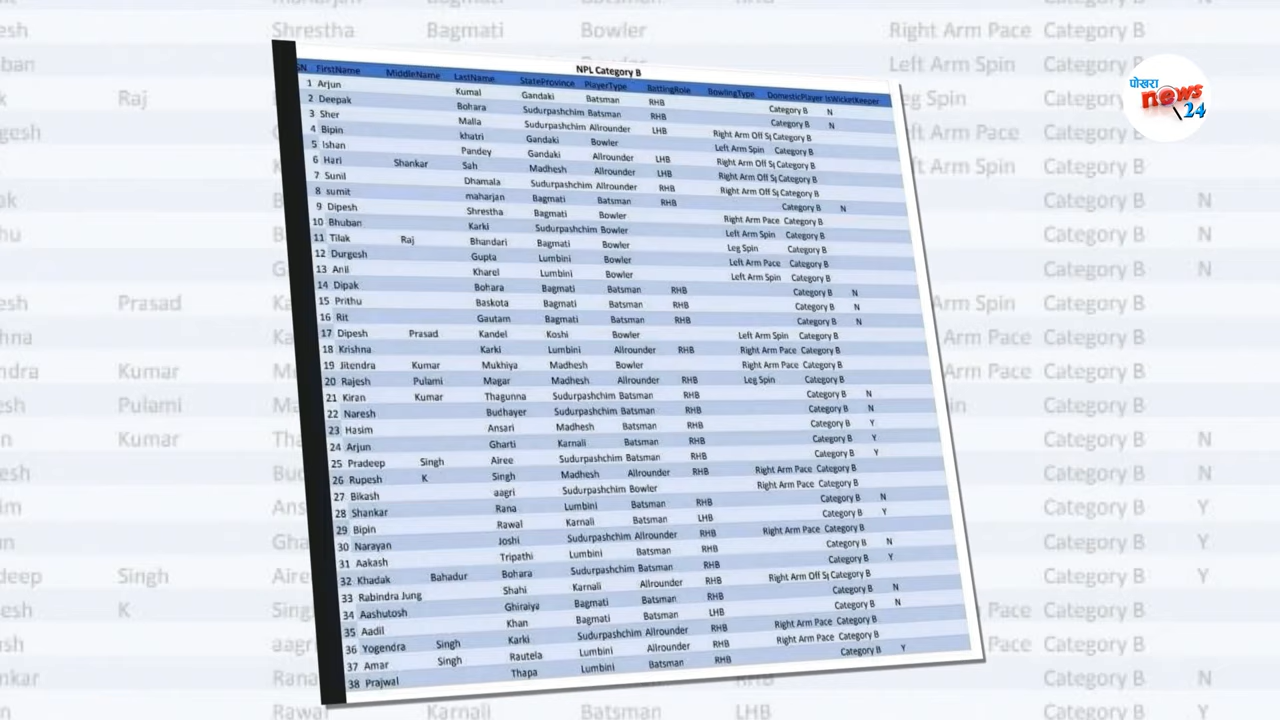 NPL Category B
SN FirstName MiddleName LastName StateProvince PlayerType BattingRole BowlingType DomesticPlayer isWicketKeeper
1 Arjun Kumal Gandaki Batsman RHB Category B N
2 Deepak Bohara Sudurpashchim Batsman RHB Category B N
3 Sher Malla Sudurpashchim Allrounder LHB Right Arm Off Sp Category B
4 Bipin khatri Gandaki Bowler Left Arm Spin Category B
5 Ishan Pandey Gandaki Allrounder LHB Right Arm Off Sp Category B
6 Hari Shankar Sah Madhesh Allrounder LHB Right Arm Off Sp Category B
7 Sunil Dhamala Sudurpashchim Allrounder RHB Right Arm Off Sp Category B
8 sumit maharjan Bagmati Batsman RHB Category B N
9 Dipesh Shrestha Bagmati Bowler Right Arm Pace Category B
10 Bhuban Karki Sudurpashchim Bowler Left Arm Spin Category B
11 Tilak Raj Bhandari Bagmati Bowler Leg Spin Category B
12 Durgesh Gupta Lumbini Bowler Left Arm Pace Category B
13 Anil Kharel Lumbini Bowler Left Arm Spin Category B
14 Dipak Bohara Bagmati Batsman RHB Category B N
15 Prithu Baskota Bagmati Batsman RHB Category B N
16 Rit Gautam Bagmati Batsman RHB Category B N
17 Dipesh Prasad Kandel Koshi Bowler Left Arm Spin Category B
18 Krishna Karki Lumbini Allrounder RHB Right Arm Pace Category B
19 Jitendra Kumar Mukhiya Madhesh Bowler Right Arm Pace Category B
20 Rajesh Pulami Magar Madhesh Allrounder RHB Leg Spin Category B
21 Kiran Kumar Thagunna Sudurpashchim Batsman RHB Category B N
22 Naresh Budhayer Sudurpashchim Batsman RHB Category B N
23 Hasim Ansari Madhesh Batsman RHB Category B Y
24 Arjun Gharti Karnali Batsman RHB Category B Y
25 Pradeep Singh Airee Sudurpashchim Batsman RHB Category B Y
26 Rupesh K Singh Madhesh Allrounder RHB Right Arm Pace Category B
27 Bikash aagri Sudurpashchim Bowler Right Arm Pace Category B
28 Shankar Rana Lumbini Batsman RHB Category B N
29 Bipin Rawal Karnali Batsman LHB Category B Y
30 Narayan Joshi Sudurpashchim Allrounder RHB Right Arm Pace Category B
31 Aakash Tripathi Lumbini Batsman RHB Category B N
32 Khadak Bahadur Bohara Sudurpashchim Batsman RHB Category B Y
33 Rabindra Jung Shahi Karnali Allrounder RHB Right Arm Off Sp Category B
34 Aashutosh Ghiraiya Bagmati Batsman RHB Category B N
35 Aadil Khan Bagmati Batsman LHB Category B N
36 Yogendra Singh Karki Sudurpashchim Allrounder RHB Right Arm Pace Category B
37 Amar Singh Rautela Lumbini Allrounder RHB Right Arm Pace Category B
38 Prajwal Thapa Lumbini Batsman RHB Category B Y
पोखरा
news
24